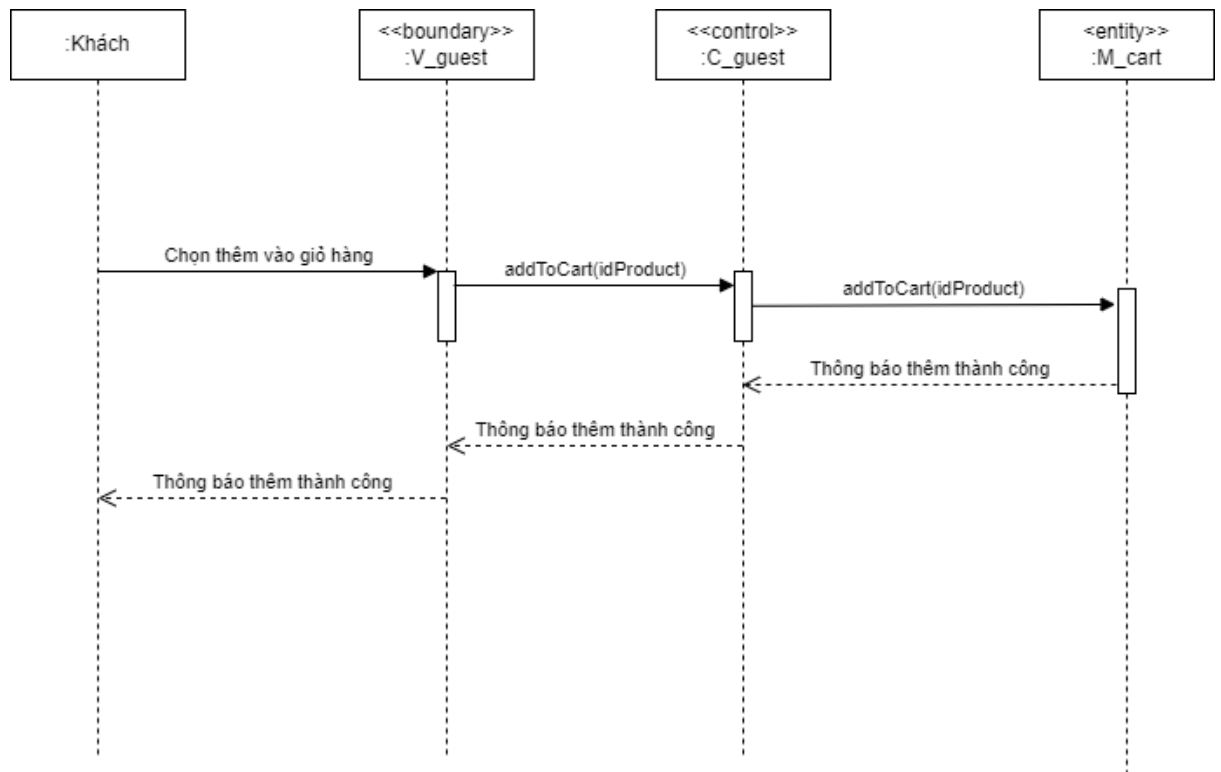 :Khách
<<boundary>>
:V_guest
<<control>>
:C_guest
<entity>>
:M_cart
Chọn thêm vào giỏ hàng
addToCart(idProduct)
addToCart(idProduct)
Thông báo thêm thành công
Thông báo thêm thành công
Thông báo thêm thành công